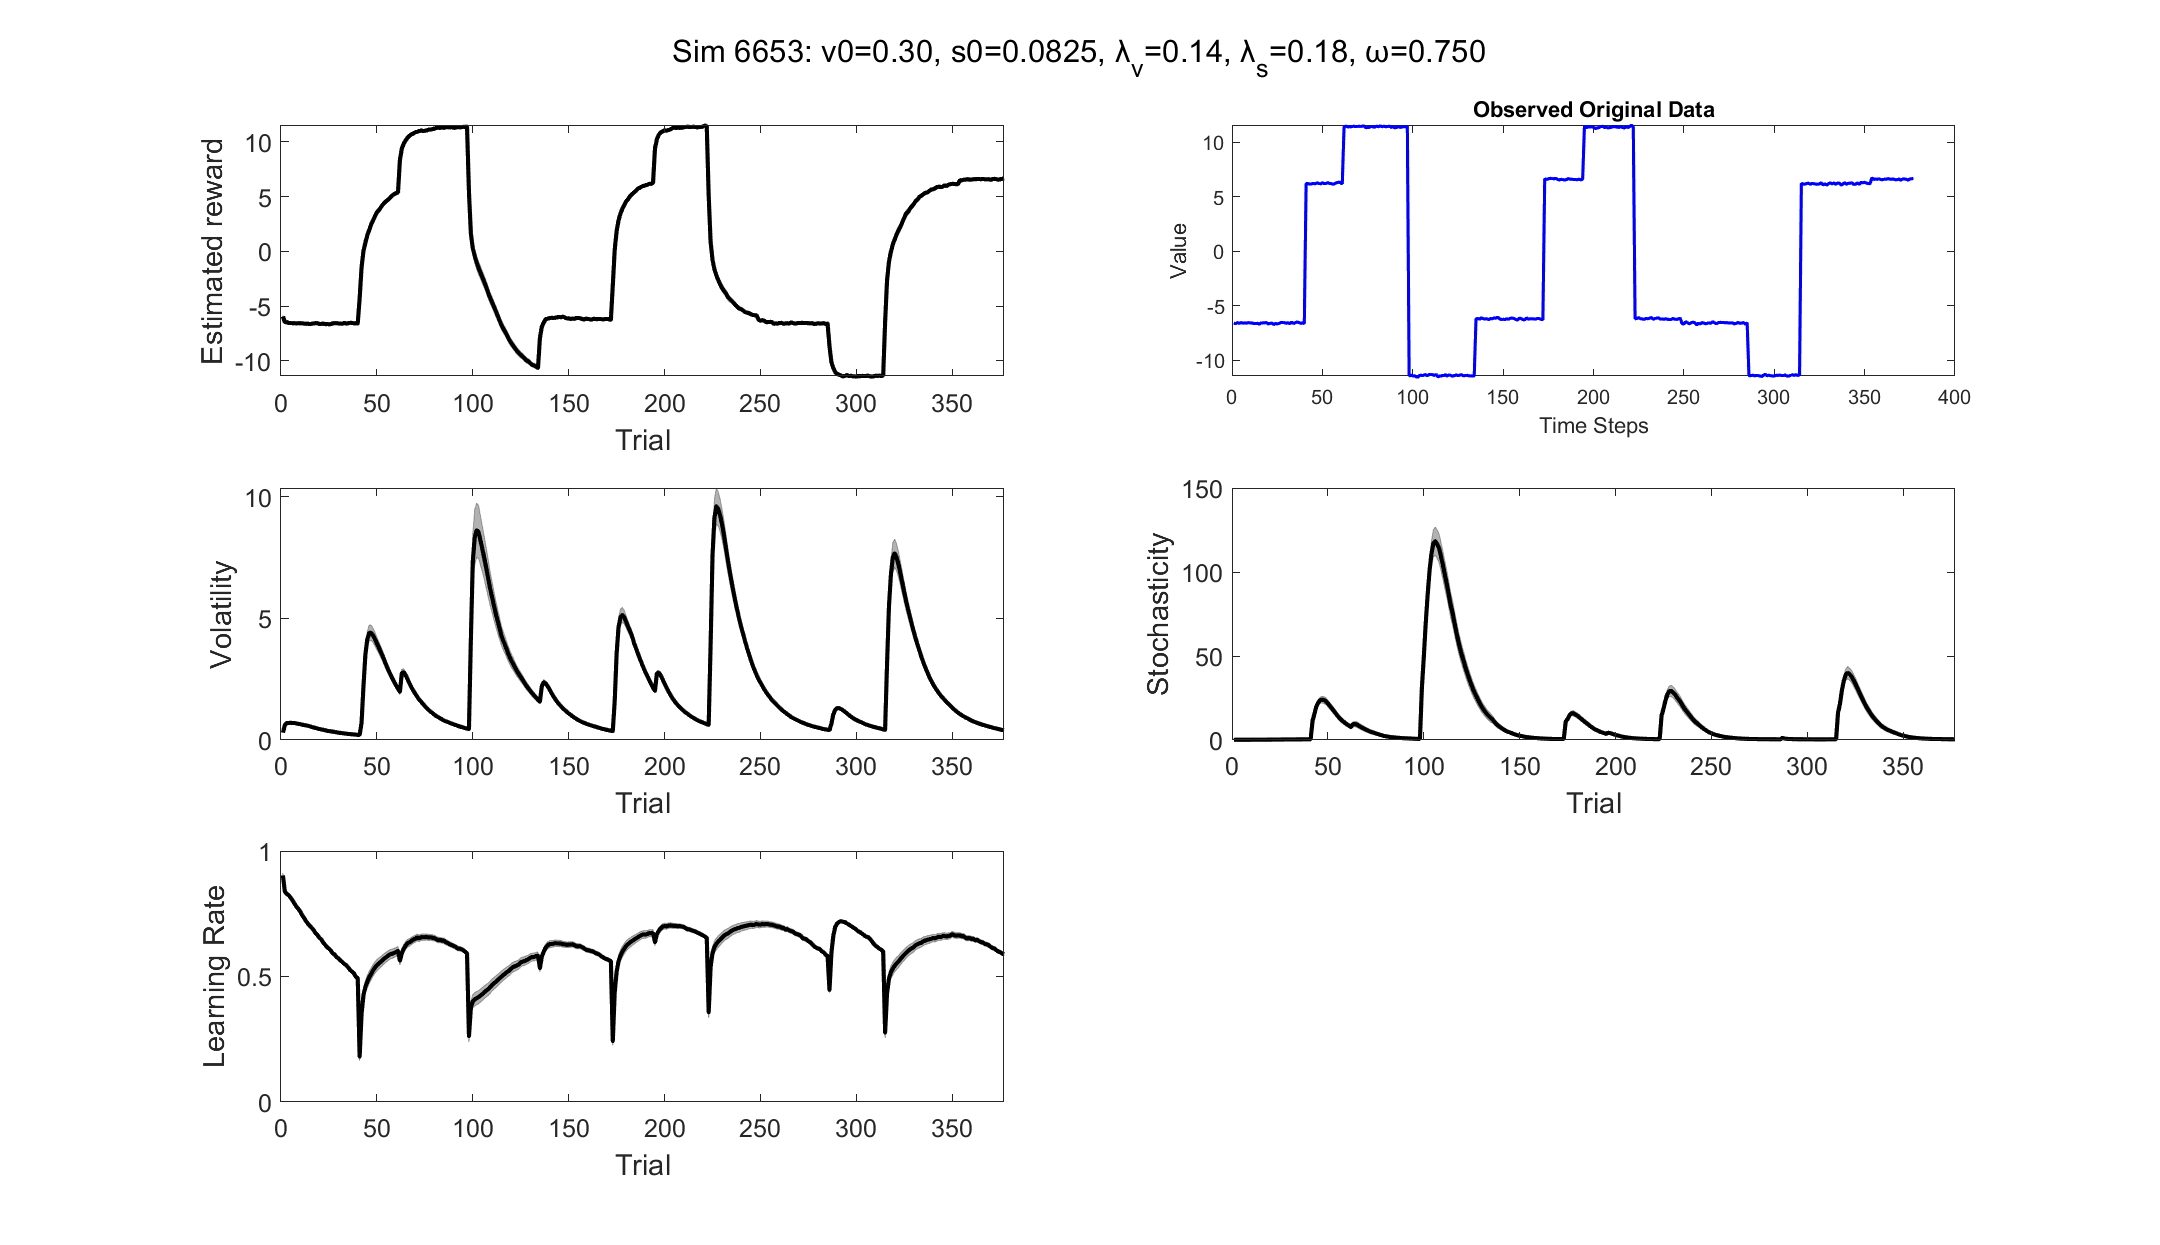 Sim 6653: v0=0.30, s0=0.0825, λ_v=0.14, λ_s=0.18, ω=0.750
Estimated reward
10
5
0
-5
-10
0 50 100 150 200 250 300 350
Trial
Observed Original Data
Value
10
5
0
-5
-10
0 50 100 150 200 250 300 350 400
Time Steps
Volatility
10
5
0
0 50 100 150 200 250 300 350
Trial
Stochasticity
150
100
50
0
0 50 100 150 200 250 300 350
Trial
Learning Rate
1
0.5
0
0 50 100 150 200 250 300 350
Trial